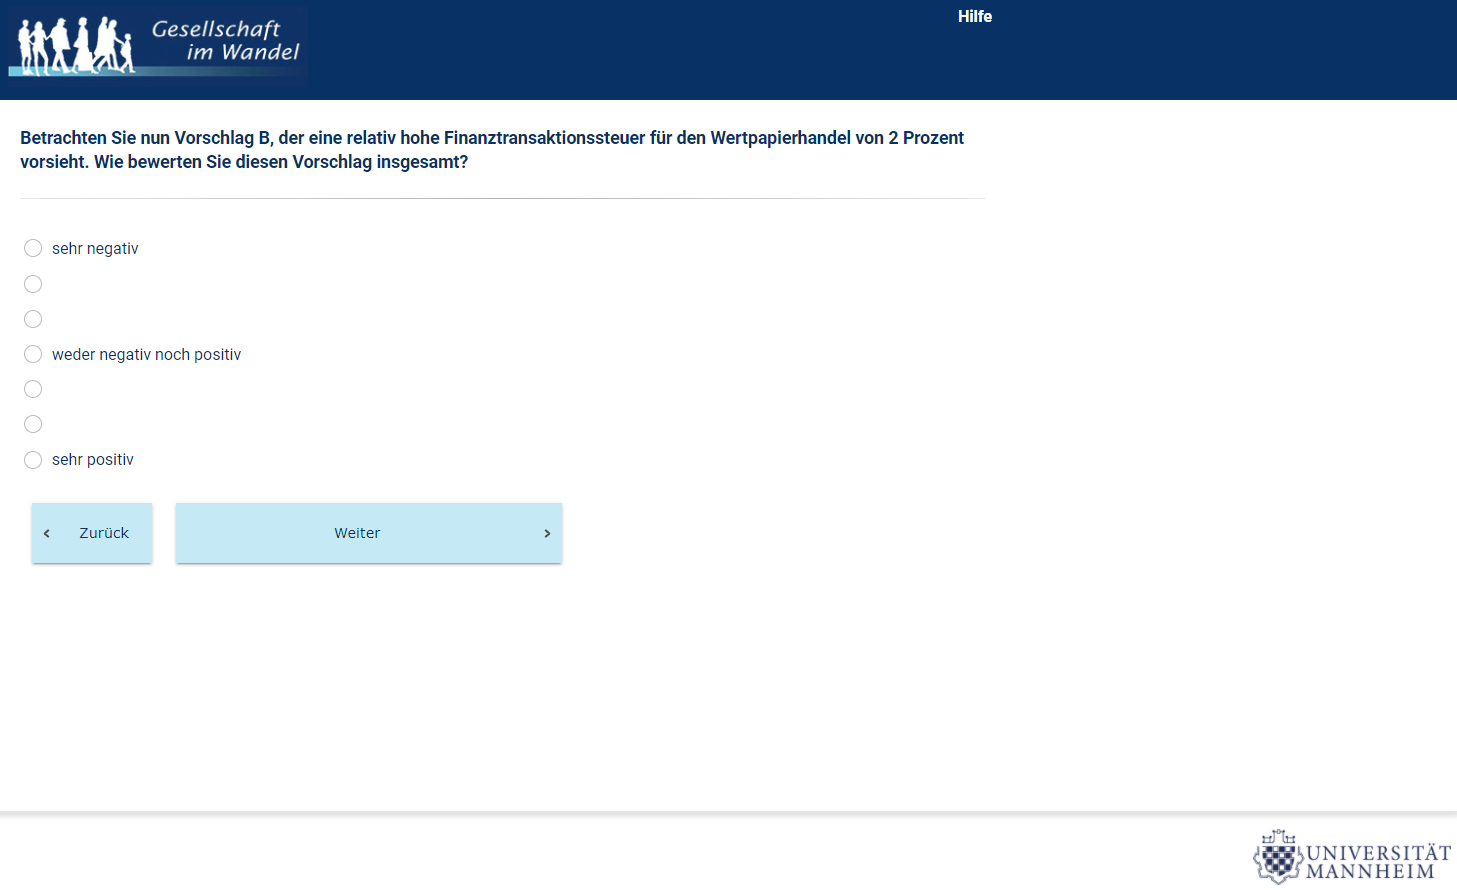 Gesellschaft
im Wandel
Hilfe
Betrachten Sie nun Vorschlag B, der eine relativ hohe Finanztransaktionssteuer für den Wertpapierhandel von 2 Prozent
vorsieht. Wie bewerten Sie diesen Vorschlag insgesamt?
sehr negativ
weder negativ noch positiv
sehr positiv
Zurück
Weiter
UNIVERSITÄT
MANNHEIM